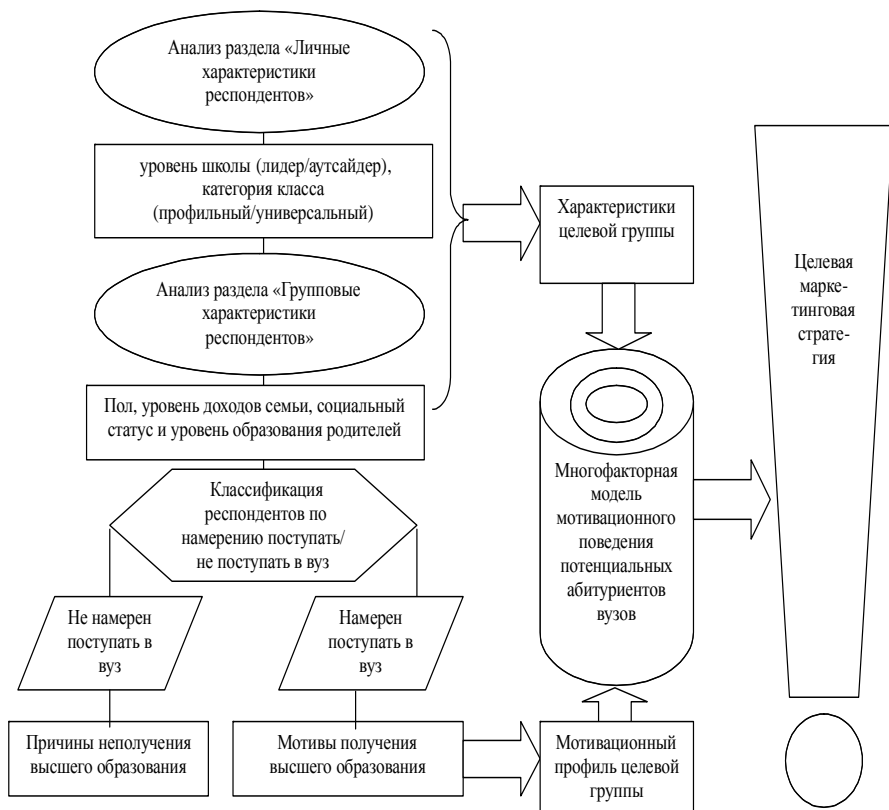 Анализ раздела «Личные
характеристики
респондентов»
уровень школы (лидер/аутсайдер),
категория класса
(профильный/универсальный)
Анализ раздела «Групповые
характеристики
респондентов»
Пол, уровень доходов семьи, социальный
статус и уровень образования родителей
Классификация
респондентов по
намерению поступать/
не поступать в вуз
Не намерен
поступать в
вуз
Намерен
поступать в
вуз
Причины неполучения
высшего образования
Мотивы получения
высшего образования
Характеристики
целевой группы
Многофакторная
модель
мотивационного
поведения
потенциальных
абитуриентов
вузов
Мотивационный
профиль целевой
группы
Целевая
марке-
тинговая
страте-
гия